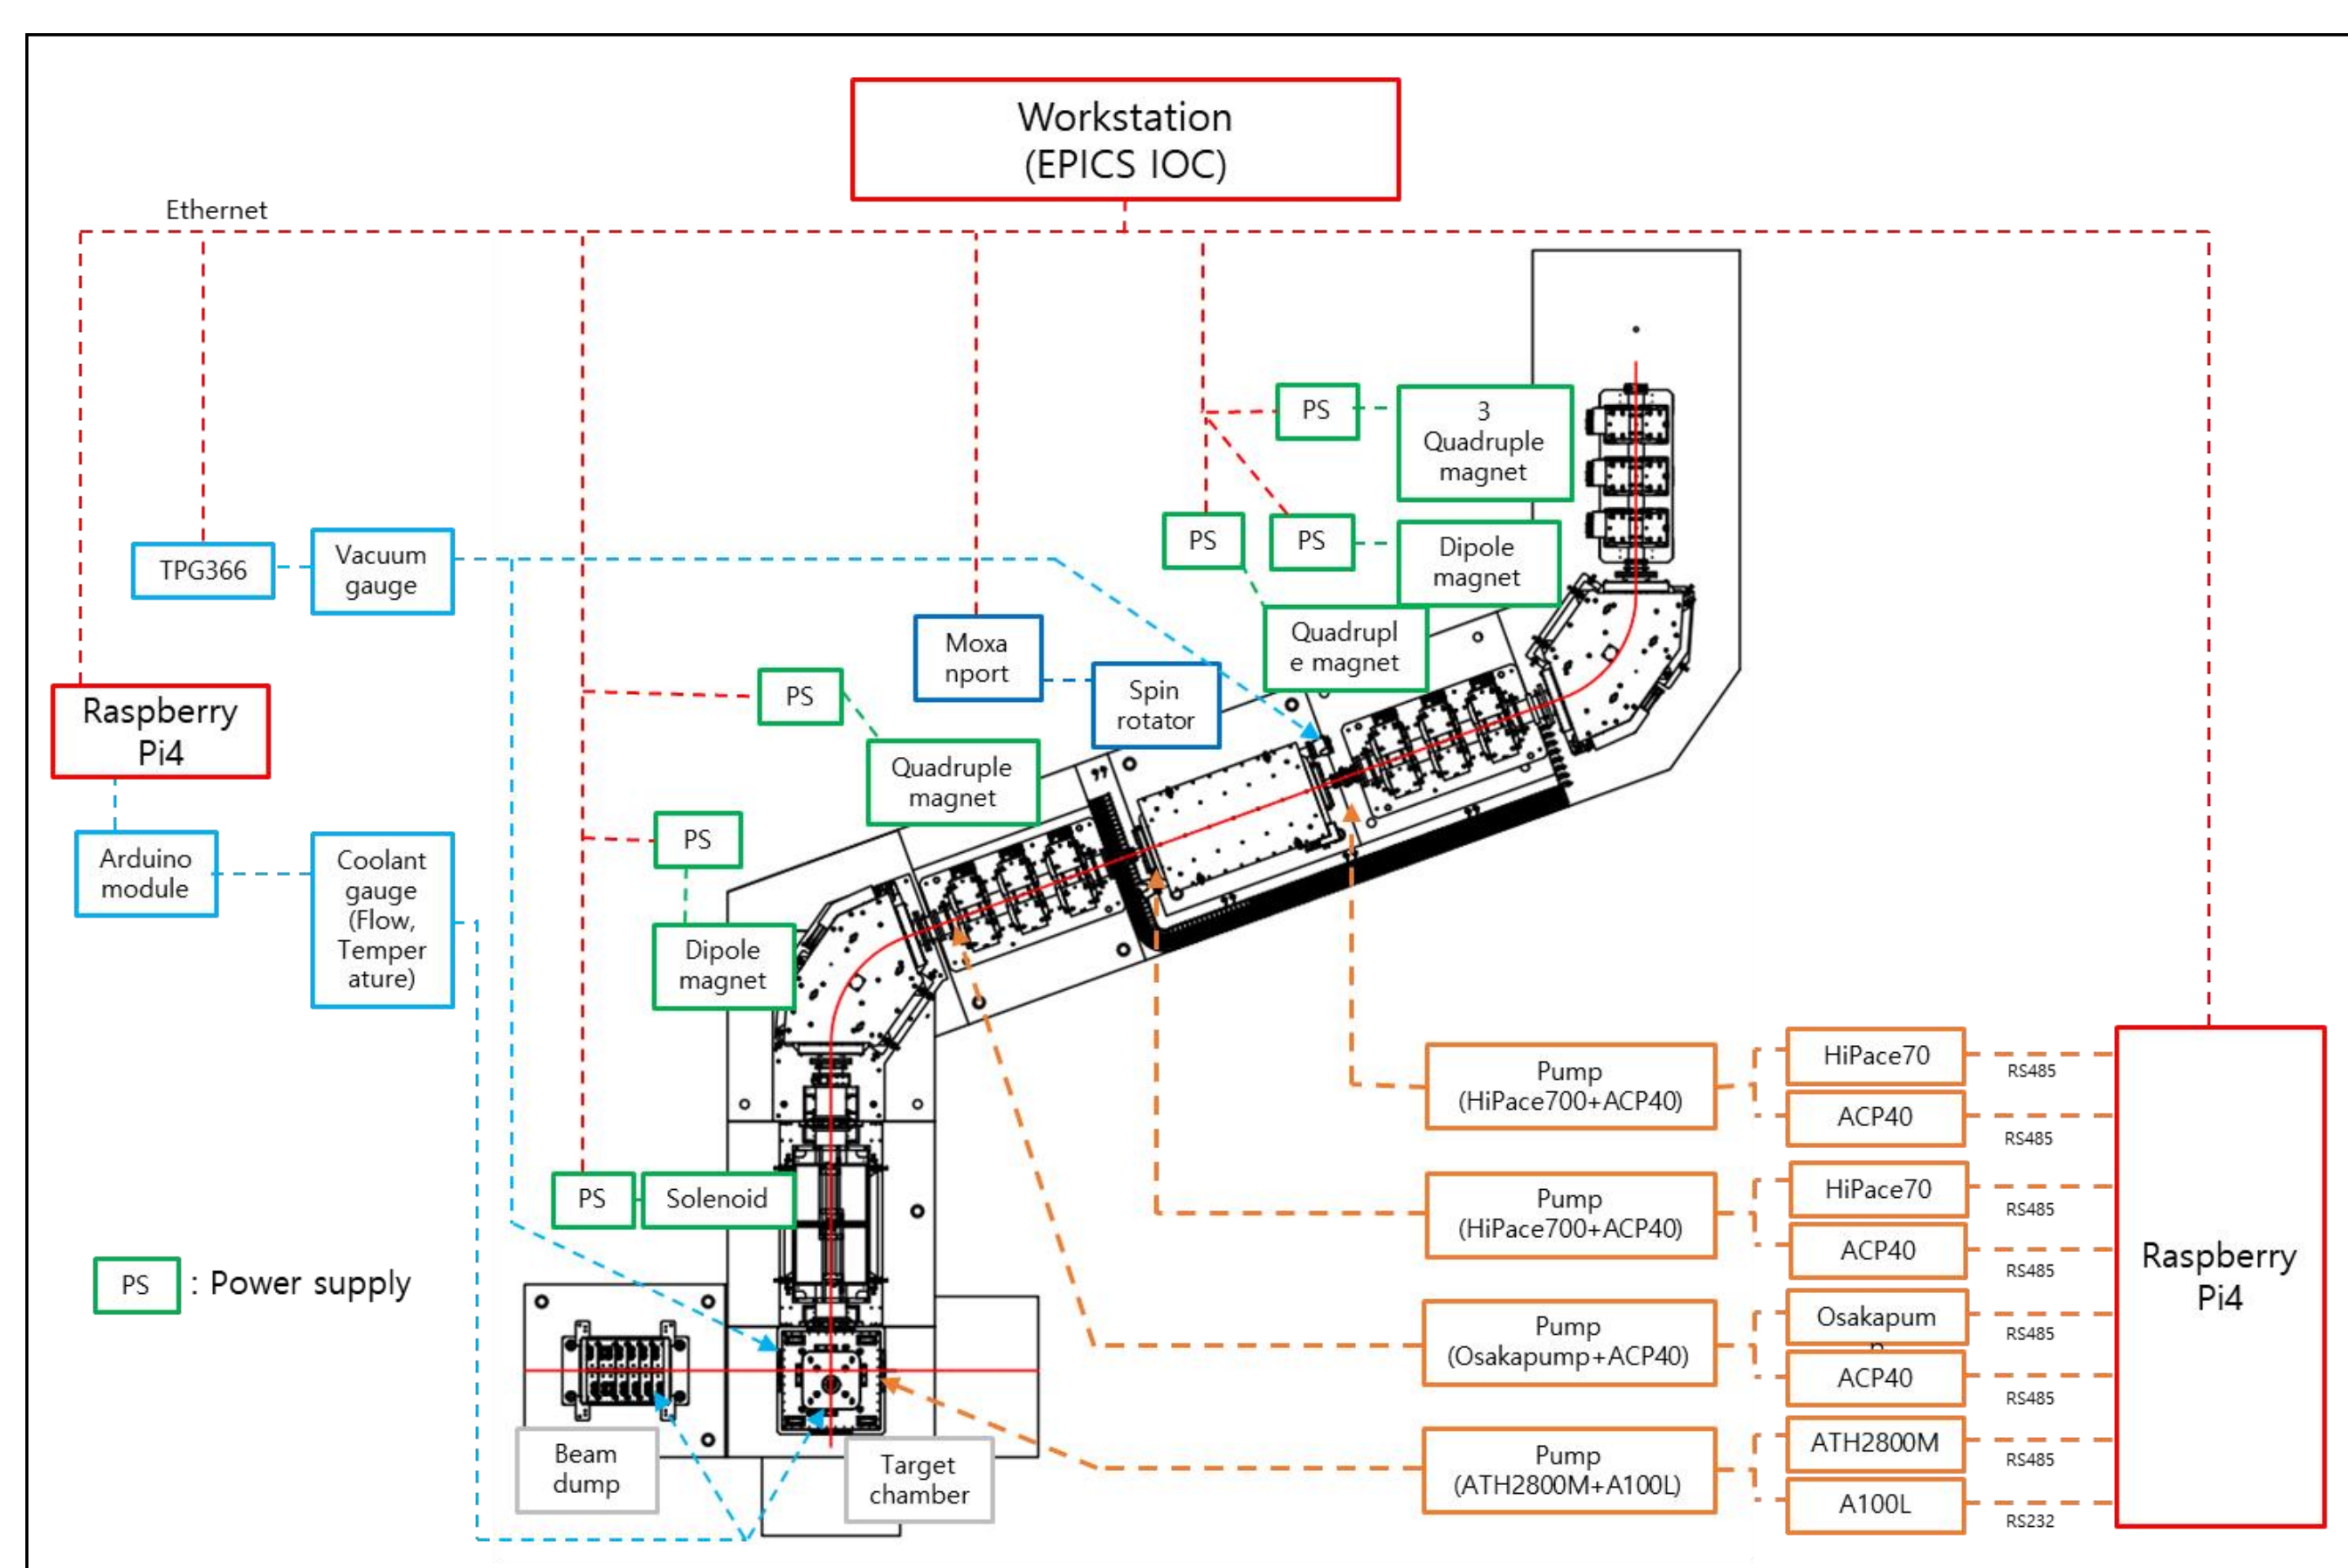 Workstation
(EPICS IOC)
Ethernet
PS
3
Quadruple
magnet
PS
PS
Dipole
magnet
TPG366
Vacuum
gauge
Moxa
nport
Quadrupl
e magnet
Spin
rotator
PS
Raspberry
Pi4
Quadruple
magnet
PS
Arduino
module
Coolant
gauge
(Flow,
Temper
ature)
Dipole
magnet
PS
Solenoid
PS
: Power supply
Beam
dump
Target
chamber
Pump
(HiPace700+ACP40)
HiPace70
RS485
ACP40
RS485
Pump
(HiPace700+ACP40)
HiPace70
RS485
ACP40
RS485
Pump
(Osakapump+ACP40)
Osakapum
RS485
ACP40
RS485
Pump
(ATH2800M+A100L)
ATH2800M
RS485
A100L
RS232
Raspberry
Pi4